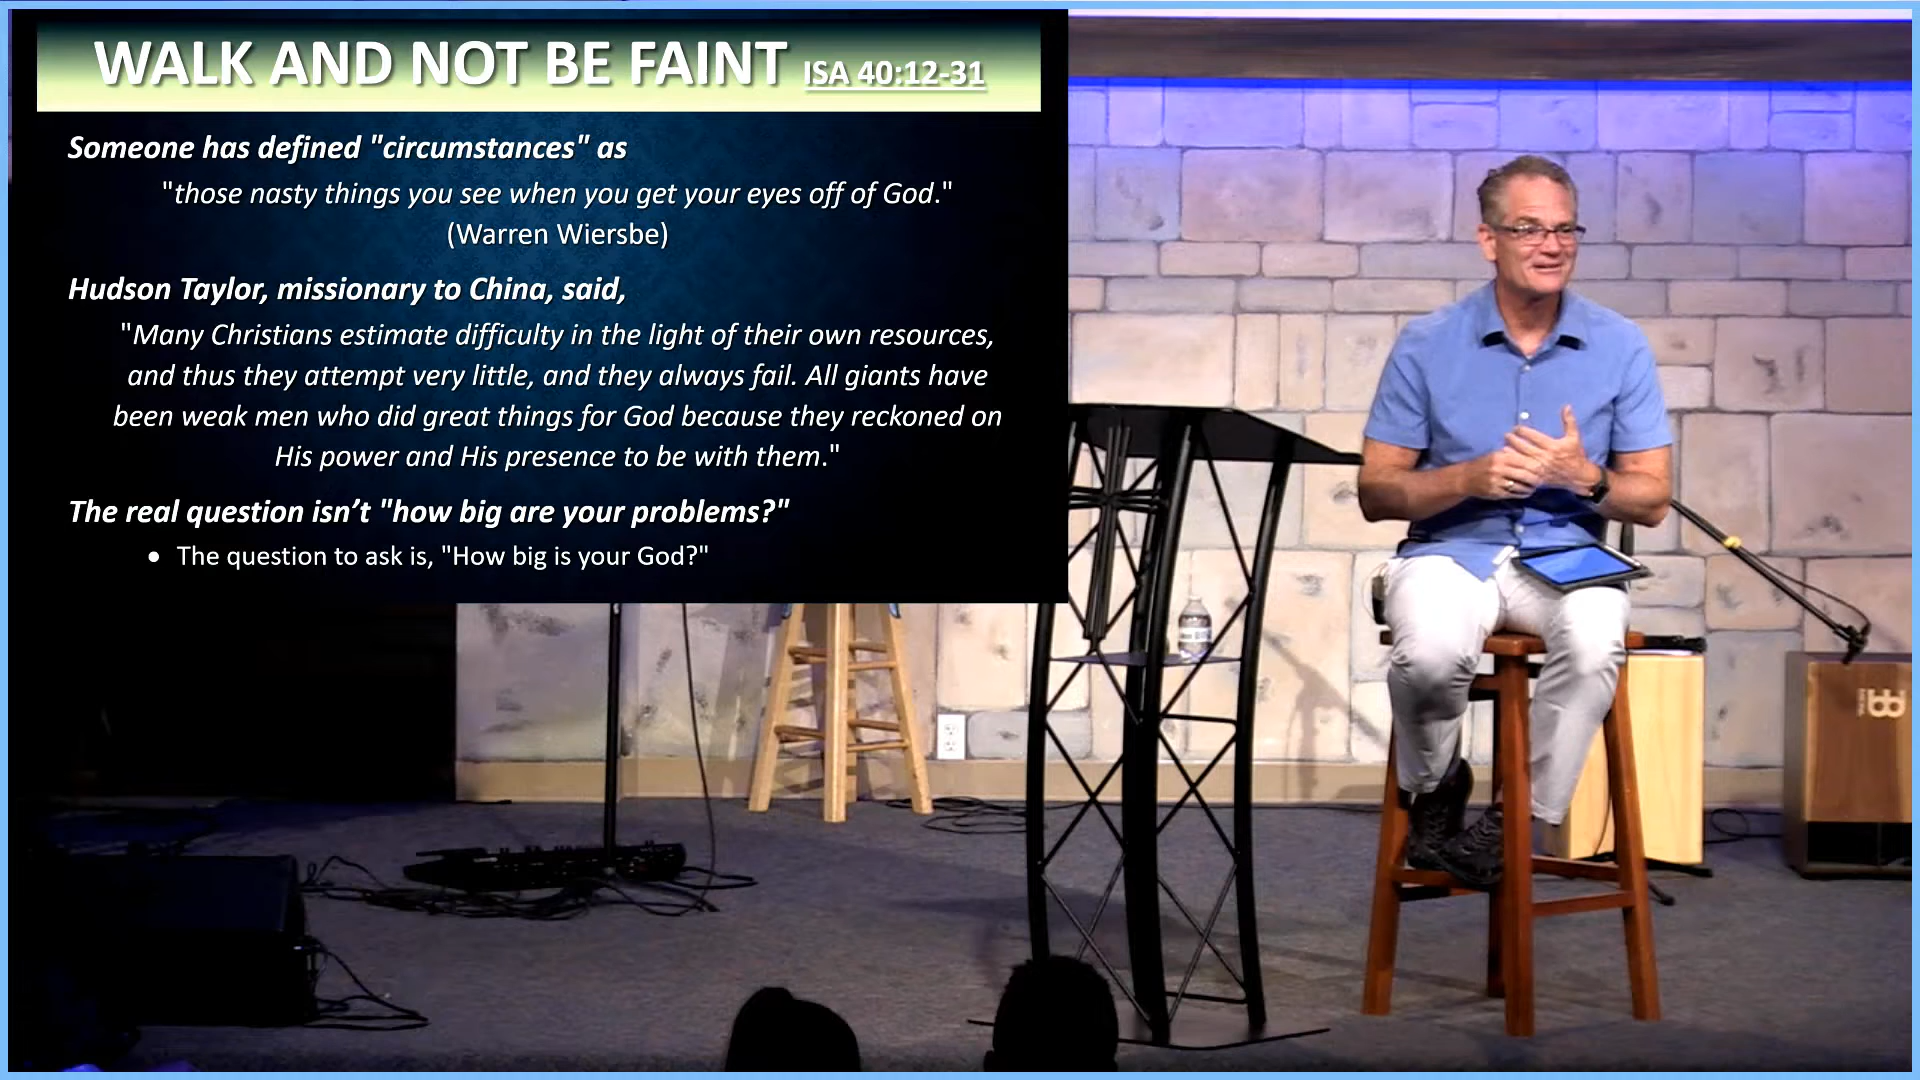 WALK AND NOT BE FAINT ISA 40:12-31
Someone has defined "circumstances" as
"those nasty things you see when you get your eyes off of God."
(Warren Wiersbe)
Hudson Taylor, missionary to China, said,
"Many Christians estimate difficulty in the light of their own resources,
and thus they attempt very little, and they always fail. All giants have
been weak men who did great things for God because they reckoned on
His power and His presence to be with them."
The real question isn’t "how big are your problems?"
● The question to ask is, "How big is your God?"